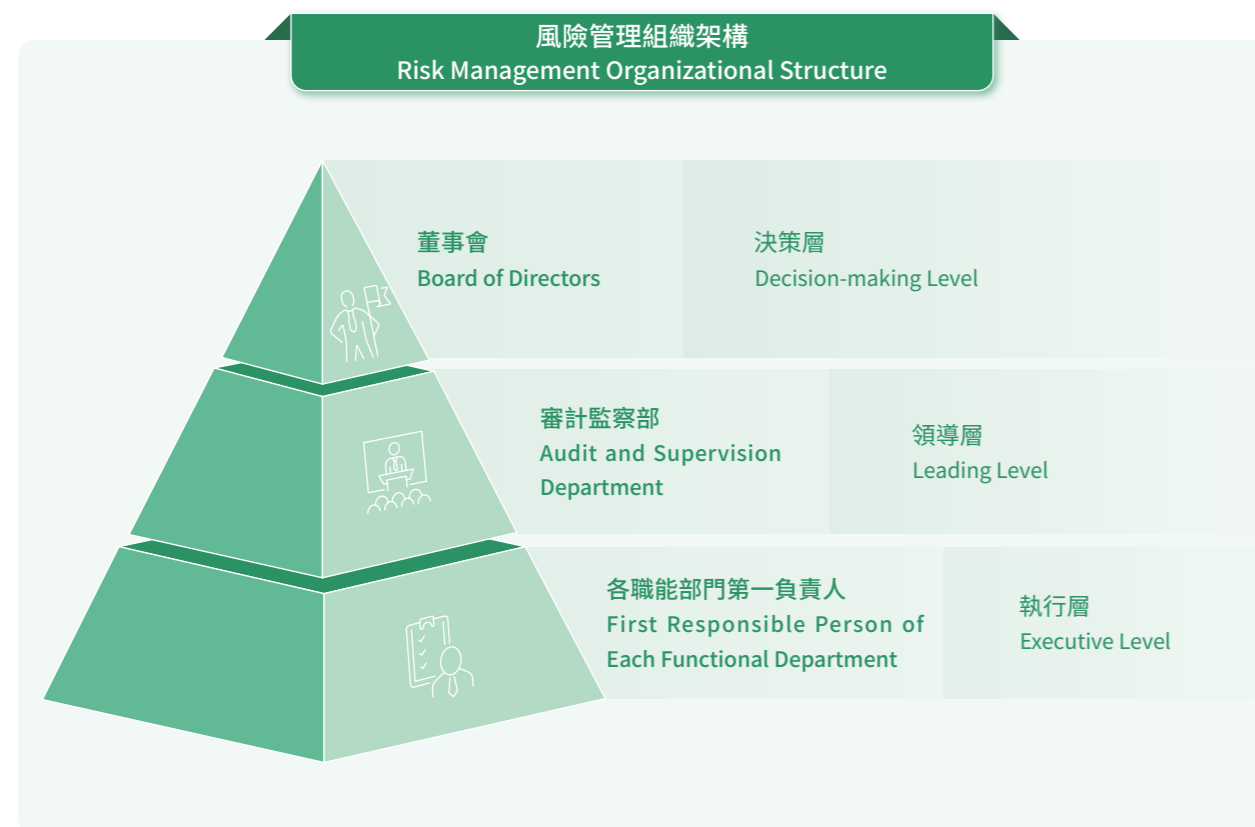 風險管理組織架構
Risk Management Organizational Structure
董事會
Board of Directors
決策層
Decision-making Level
審計監察部
Audit and Supervision
Department
領導層
Leading Level
各職能部門第一負責人
First Responsible Person of
Each Functional Department
執行層
Executive Level